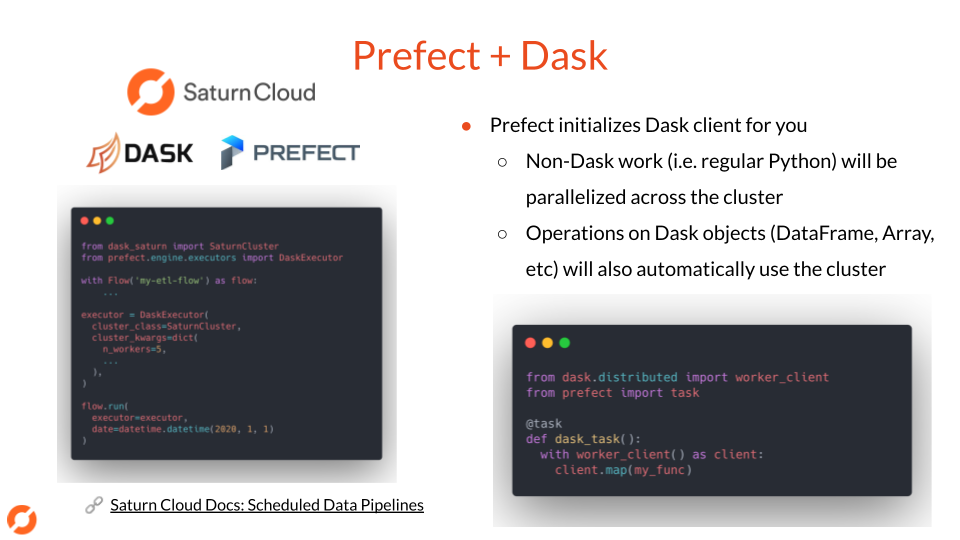 Prefect + Dask
Saturn Cloud
DASK
PREFECT
from dask_saturn import SaturnCluster
from prefect.engine.executors import DaskExecutor
with Flow('my-etl-flow') as flow:
...
executor = DaskExecutor(
cluster_class=SaturnCluster,
cluster_kwargs=dict(
n_workers=5,
...
),
)
flow.run(
executor=executor,
date=datetime.datetime(2020, 1, 1)
)
Saturn Cloud Docs: Scheduled Data Pipelines
● Prefect initializes Dask client for you
○ Non-Dask work (i.e. regular Python) will be
parallelized across the cluster
○ Operations on Dask objects (DataFrame, Array,
etc) will also automatically use the cluster
from dask.distributed import worker_client
from prefect import task
@task
def dask_task():
with worker_client() as client:
client.map(my_func)